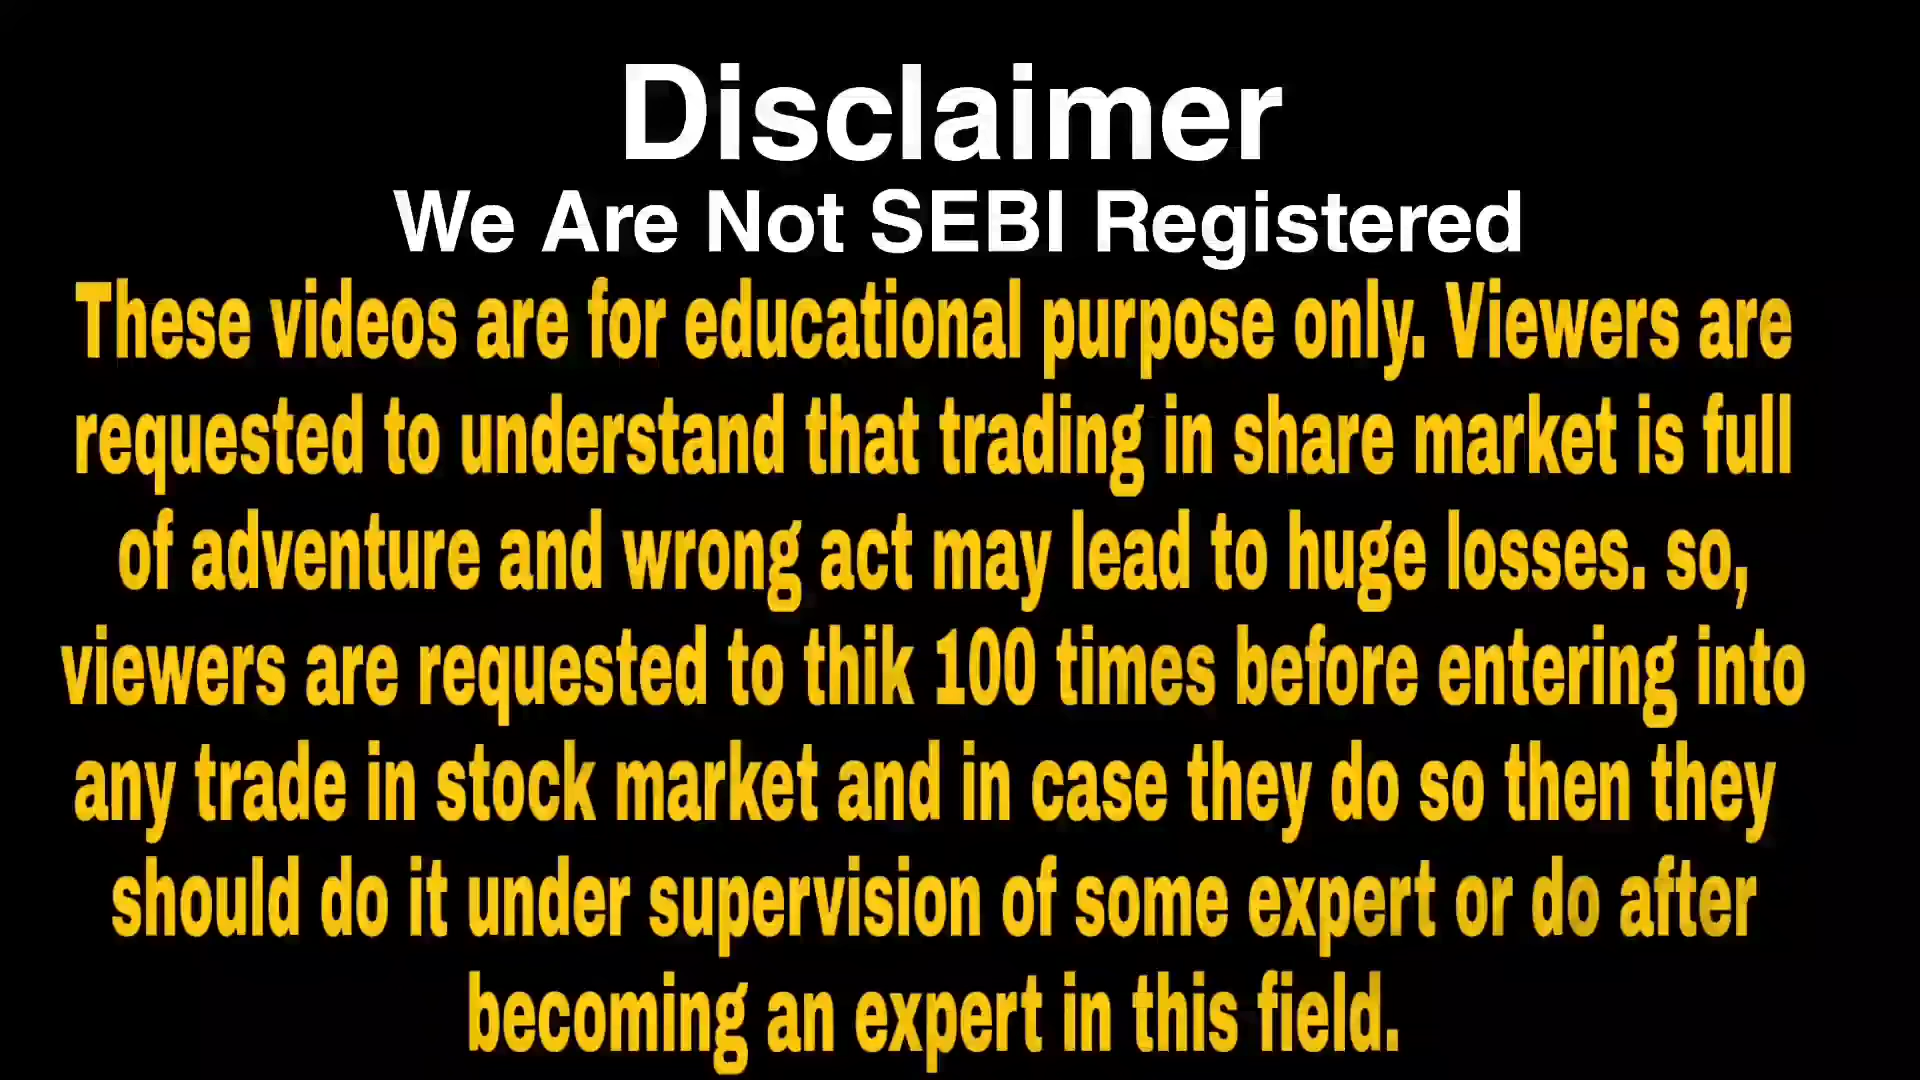 Disclaimer
We Are Not SEBI Registered
These videos are for educational purpose only. Viewers are
requested to understand that trading in share market is full
of adventure and wrong act may lead to huge losses. so,
viewers are requested to thik 100 times before entering into
any trade in stock market and in case they do so then they
should do it under supervision of some expert or do after
becoming an expert in this field.